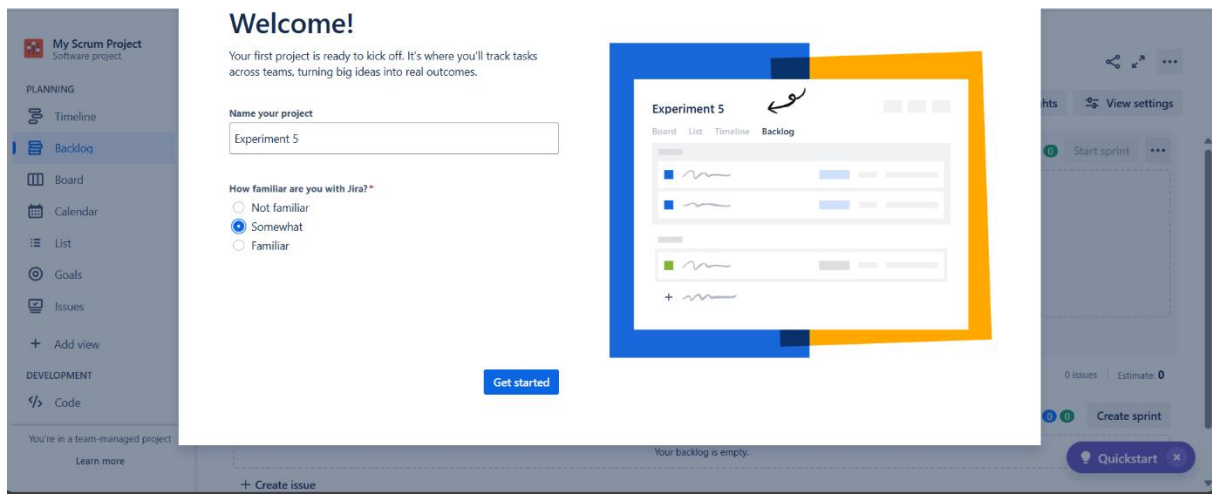 My Scrum Project
Software project
PLANNING
Timeline
Backlog
Board
Calendar
List
Goals
Issues
+ Add view
DEVELOPMENT
Code
You're in a team-managed project
Learn more
Welcome!
Your first project is ready to kick off. It's where you'll track tasks
across teams, turning big ideas into real outcomes.
Name your project
Experiment 5
How familiar are you with Jira?*
Not familiar
Somewhat
Familiar
Get started
Experiment 5
Board List Timeline Backlog
View settings
0 Start sprint
0 issues Estimate: 0
0 0 Create sprint
Your backlog is empty.
Quickstart
+ Create issue